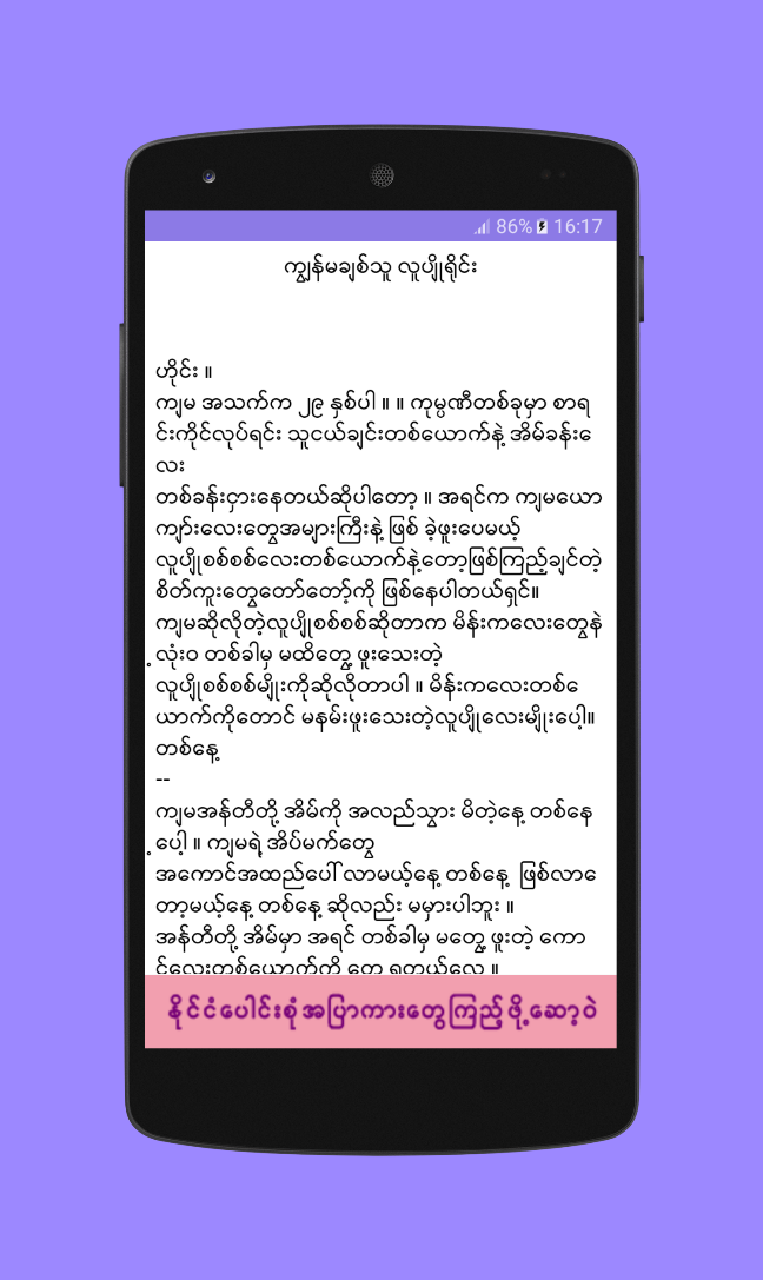 86% 16:17
ကျွန်မချစ်သူ လူပျိုရိုင်း
ဟိုင်း ။
ကျမ အသက်က ၂၉ နှစ်ပါ ။ ။ ကုမ္ပဏီတစ်ခုမှာ စာရ
င်းကိုင်လုပ်ရင်း သူငယ်ချင်းတစ်ယောက်နဲ့ အိမ်ခန်းေ
လး
တစ်ခန်းငှားနေတယ်ဆိုပါတော့ ။ အရင်က ကျမယော
ကျာ်းလေးတွေအများကြီးနဲ့ ဖြစ် ခဲ့ဖူးပေမယ့်
လူပျိုစစ်စစ်လေးတစ်ယောက်နဲ့တော့ဖြစ်ကြည့်ချင်တဲ့
စိတ်ကူးတွေတော်တော့်ကို ဖြစ်နေပါတယ်ရှင်။
ကျမဆိုလိုတဲ့လူပျိုစစ်စစ်ဆိုတာက မိန်းကလေးတွေနဲ
့လုံးဝ တစ်ခါမှ မထိတွေ့ ဖူးသေးတဲ့
လူပျိုစစ်စစ်မျိုးကိုဆိုလိုတာပါ ။ မိန်းကလေးတစ်ေ
ယာက်ကိုတောင် မနမ်းဖူးသေးတဲ့လူပျိုလေးမျိုးပေါ့။
တစ်နေ့
--
ကျမအန်တီတို့ အိမ်ကို အလည်သွား မိတဲ့နေ့ တစ်နေ
့ပေါ့ ။ ကျမရဲ့ အိပ်မက်တွေ
အကောင်အထည်ပေါ် လာမယ့်နေ့ တစ်နေ့ ဖြစ်လာေ
တာ့မယ့်နေ့ တစ်နေ့ ဆိုလည်း မမှားပါဘူး ။
အန်တီတို့ အိမ်မှာ အရင် တစ်ခါမှ မတွေ့ ဖူးတဲ့ ကော
င်လေးတစ်ယောက်ကို တွေ့ ရတယ်လေ ။
နိုင်ငံပေါင်းစုံအပြာကားတွေကြည့်ဖို့ဆော့ဝဲ